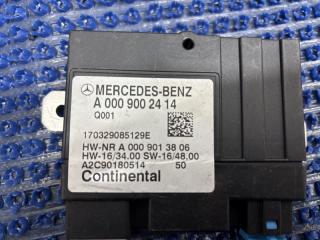 MERCEDES-BENZ
A 000 900 24 14
Q001
170329085129E
HW-NR A 000 901 38 06
HW-16/34.00 SW-16/48.00
A2C90180514 50
Continental